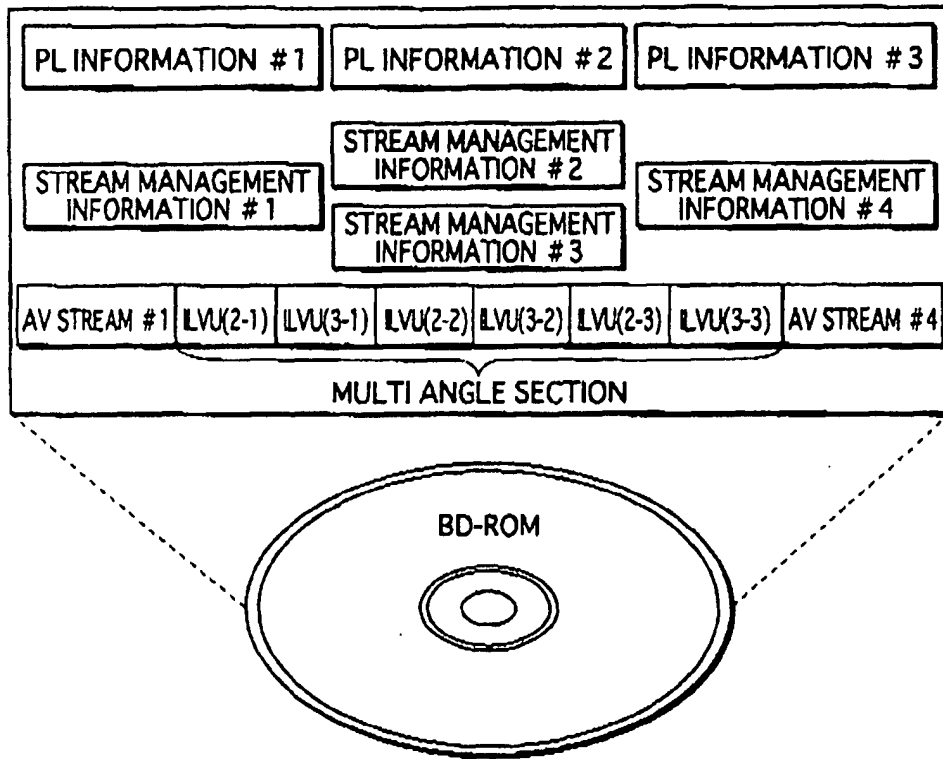 PL INFORMATION #1
PL INFORMATION #2
PL INFORMATION #3
STREAM MANAGEMENT
INFORMATION #1
STREAM MANAGEMENT
INFORMATION #2
STREAM MANAGEMENT
INFORMATION #3
STREAM MANAGEMENT
INFORMATION #4
AV STREAM #1
ILVU(2-1)
ILVU(3-1)
ILVU(2-2)
ILVU(3-2)
ILVU(2-3)
ILVU(3-3)
AV STREAM #4
MULTI ANGLE SECTION
BD-ROM